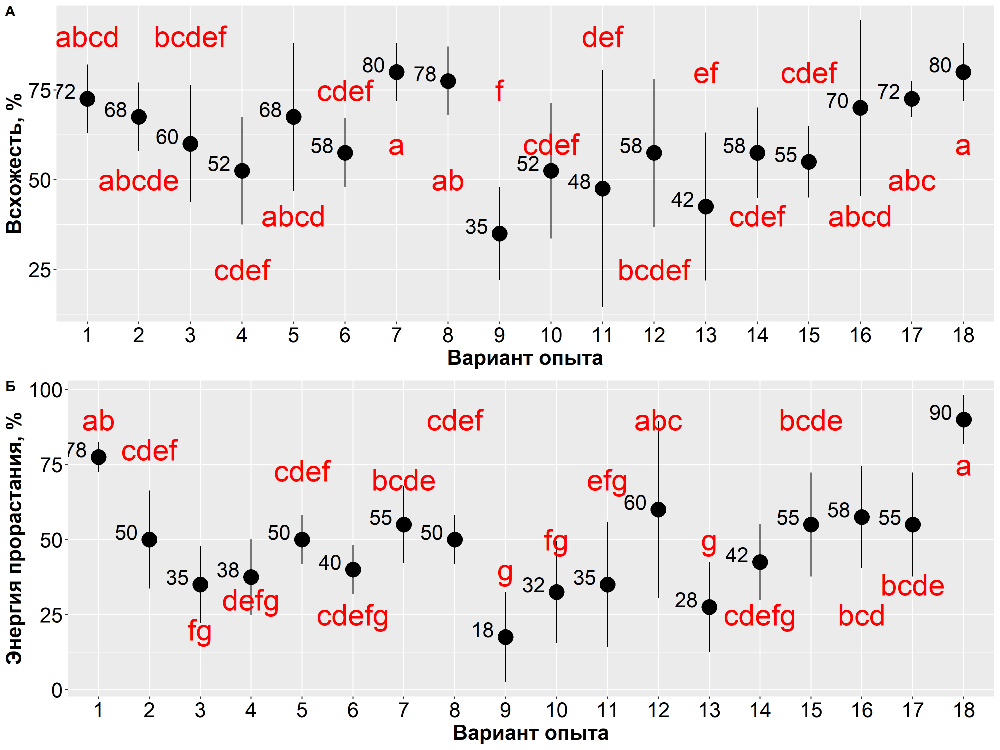 А
abcd bcdef def
ef cdef
80 78 80
cdef f
75 72 72
70
68 68
60 a cdef a
58 58 58
52 52 55
50 abcde ab 48 abc
42
abcd cdef abcd
35
25 cdef bcdef
1 2 3 4 5 6 7 8 9 10 11 12 13 14 15 16 17 18
Вариант опыта
Всхожесть, %
Б
100
ab cdef abc bcde 90
78 cdef
75 cdef bcde efg a
60
50 50 50 55 50 fg g 55 58 55
35 38 40 g 32 35 42
defg 28 bcde
25 fg cdefg 18 cdefg bcd
0
1 2 3 4 5 6 7 8 9 10 11 12 13 14 15 16 17 18
Вариант опыта
Энергия прорастания, %